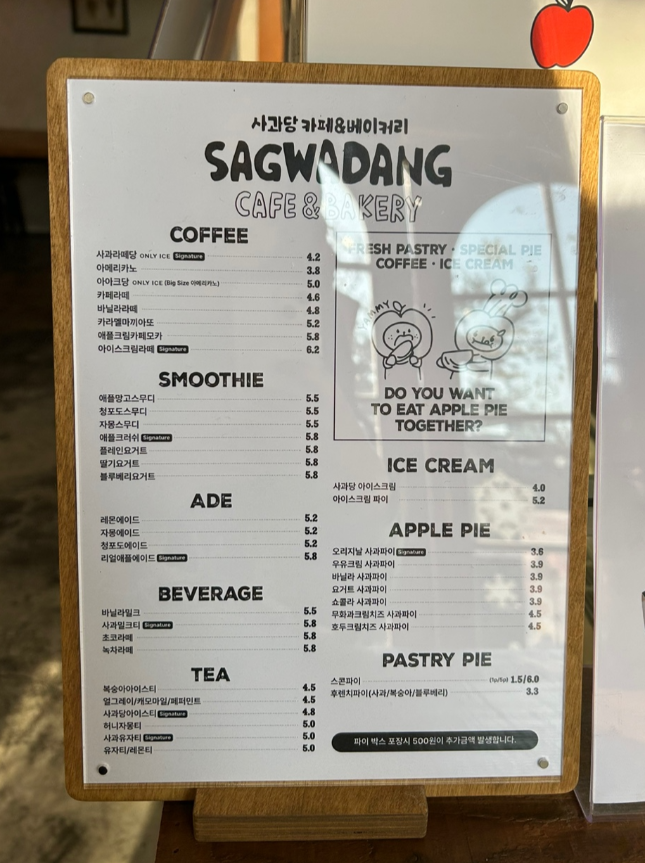 사과당 카페&베이커리
SAGWADANG
CAFE & BAKERY
COFFEE
사과라떼당 ONLY ICE Signature 4.2
아메리카노 3.8
아아크당 ONLY ICE (Big Size 아메리카노) 5.0
카페라떼 4.6
바닐라라떼 4.8
카라멜마끼아또 5.2
애플크림카페모카 5.8
아이스크림라떼 Signature 6.2
SMOOTHIE
애플망고스무디 5.5
청포도스무디 5.5
자몽스무디 5.5
애플크러쉬 Signature 5.8
플레인요거트 5.8
딸기요거트 5.8
블루베리요거트 5.8
ADE
레몬에이드 5.2
자몽에이드 5.2
청포도에이드 5.2
리얼애플에이드 Signature 5.8
BEVERAGE
바닐라밀크 5.5
사과밀크티 Signature 5.8
초코라떼 5.8
녹차라떼 5.8
TEA
복숭아아이스티 4.5
얼그레이/캐모마일/페퍼민트 4.5
사과당아이스티 Signature 4.8
허니자몽티 5.0
사과유자티 Signature 5.0
유자티/레몬티 5.0
FRESH PASTRY · SPECIAL PIE
COFFEE · ICE CREAM
YUMMY
DO YOU WANT
TO EAT APPLE PIE
TOGETHER?
ICE CREAM
사과당 아이스크림 4.0
아이스크림 파이 5.2
APPLE PIE
오리지날 사과파이 Signature 3.6
우유크림 사과파이 3.9
바닐라 사과파이 3.9
요거트 사과파이 3.9
쇼콜라 사과파이 3.9
무화과크림치즈 사과파이 4.5
호두크림치즈 사과파이 4.5
PASTRY PIE
스콘파이 1.5/6.0
후렌치파이(사과/복숭아/블루베리) 3.3
파이 박스 포장시 500원이 추가금액 발생합니다.